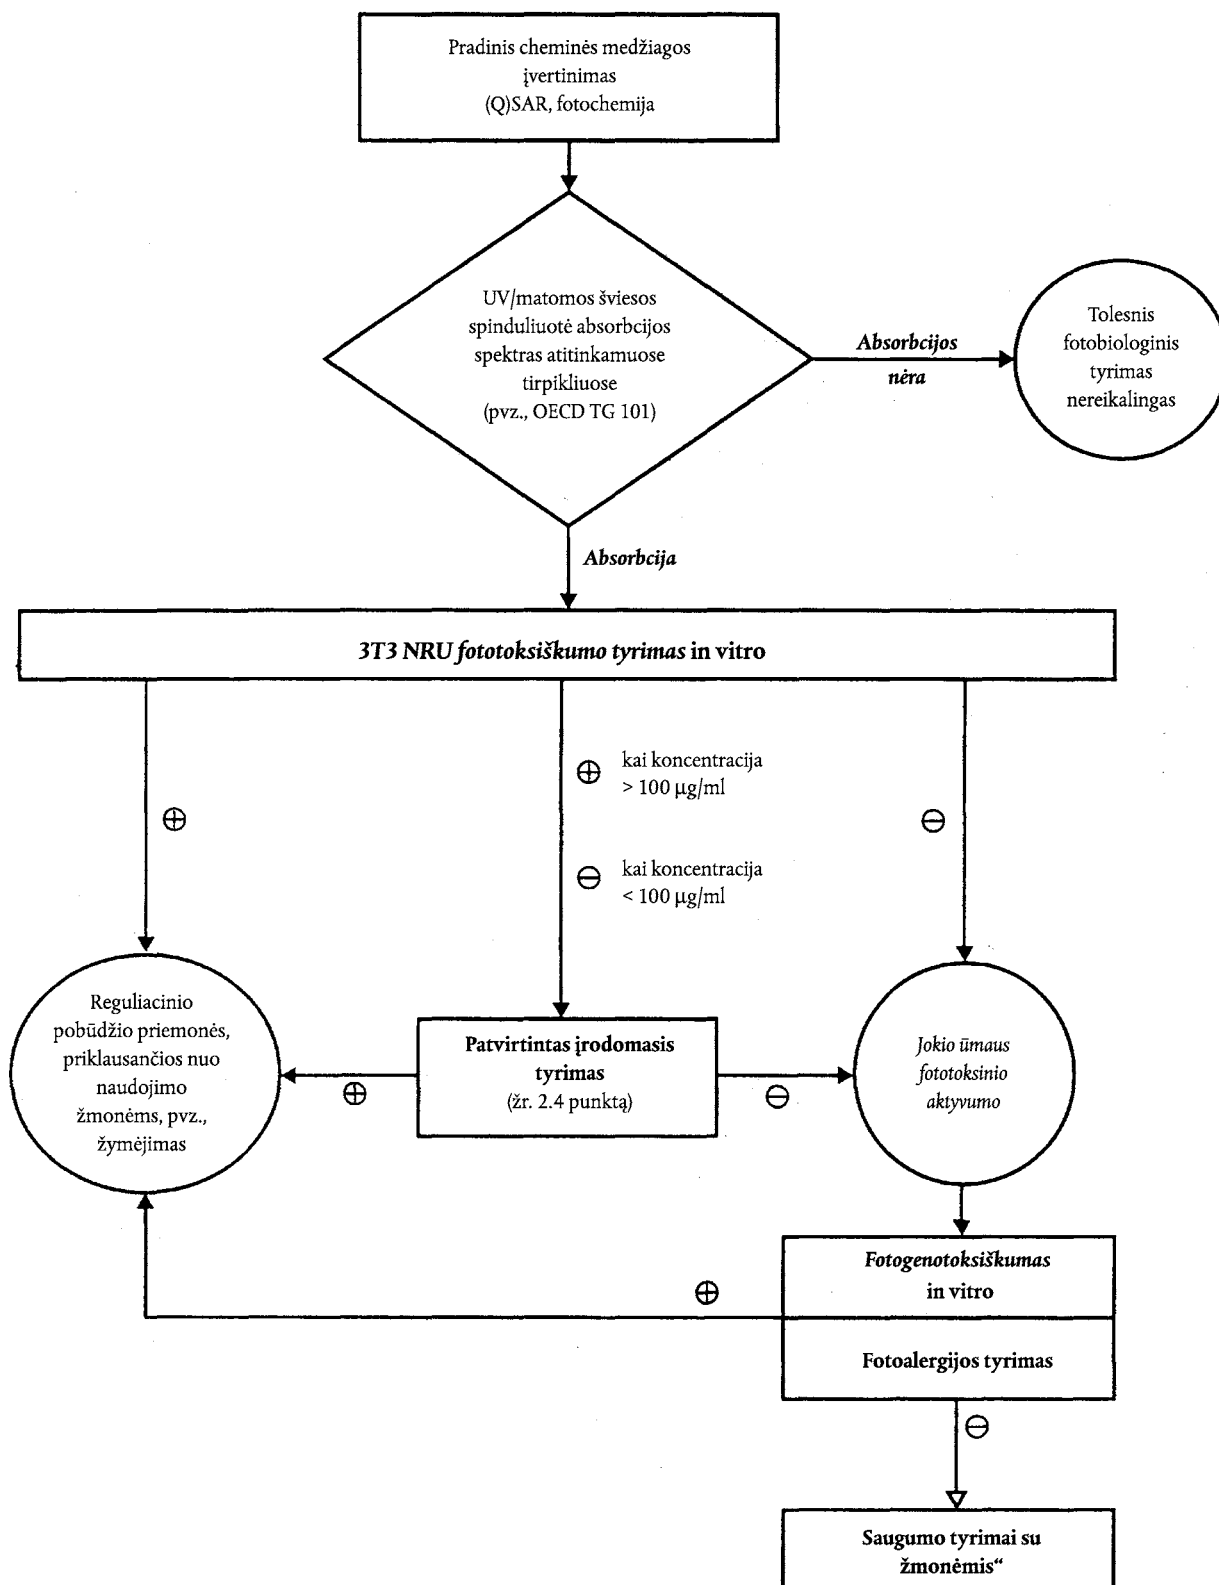 Pradinis cheminės medžiagos
įvertinimas
(Q)SAR, fotochemija
UV/matomos šviesos
spinduliuotė absorbcijos
spektras atitinkamuose
tirpikliuose
(pvz., OECD TG 101)
Absorbcijos
nėra
Tolesnis
fotobiologinis
tyrimas
nereikalingas
Absorbcija
3T3 NRU fototoksiškumo tyrimas in vitro
+
kai koncentracija
> 100 µg/ml
+
−
−
kai koncentracija
< 100 µg/ml
Reguliacinio
pobūdžio priemonės,
priklausančios nuo
naudojimo
žmonėms, pvz.,
žymėjimas
+
Patvirtintas įrodomasis
tyrimas
(žr. 2.4 punktą)
−
Jokio ūmaus
fototoksinio
aktyvumo
+
Fotogenotoksiškumas
in vitro
Fotoalergijos tyrimas
−
Saugumo tyrimai su
žmonėmis“